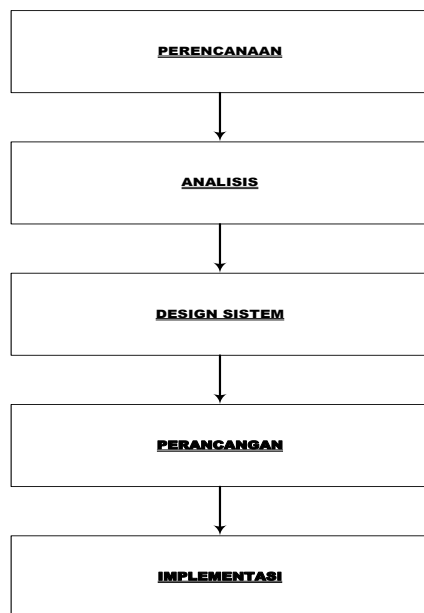 PERENCANAAN
ANALISIS
DESIGN SISTEM
PERANCANGAN
IMPLEMENTASI